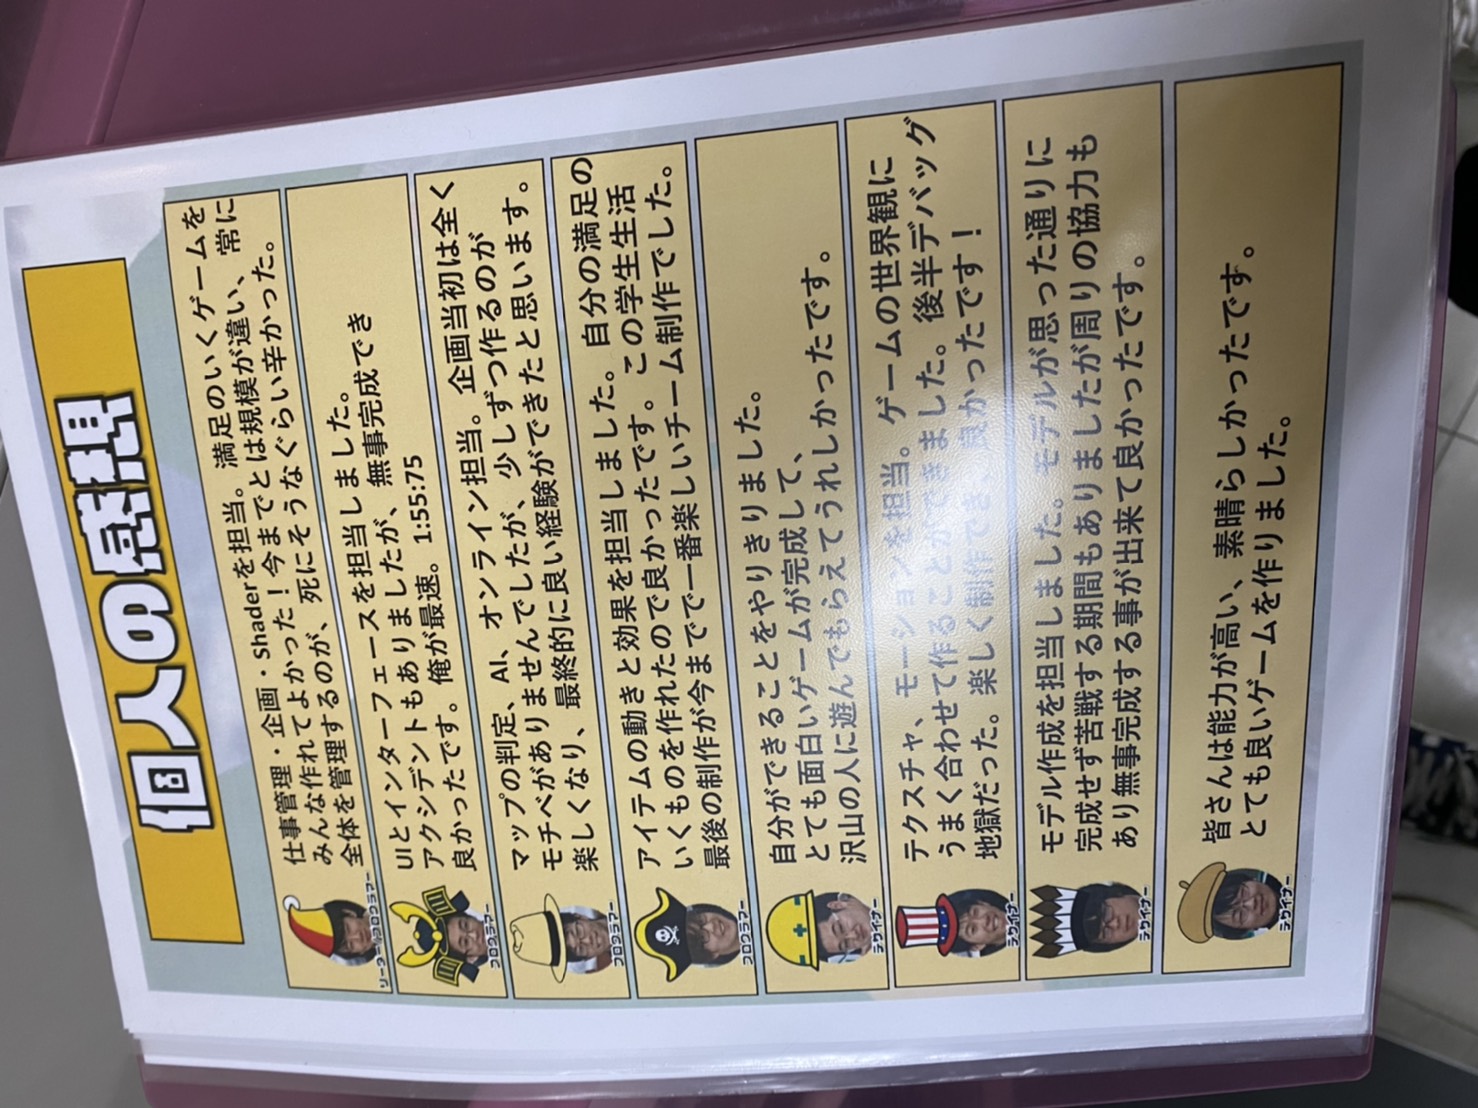 個人の感想
仕事管理・企画・Shaderを担当。満足のいくゲームを
みんな作れてよかった！今までとは規模が違い、常に
全体を管理するのが、死にそうなぐらい辛かった。
リーダープログラマー
UIとインターフェースを担当しました。
アクシデントもありましたが、無事完成でき
良かったです。俺が最速。1:55:75
プログラマー
マップの判定、AI、オンライン担当。企画当初は全く
モチベがありませんでしたが、少しずつ作るのが
楽しくなり、最終的に良い経験ができたと思います。
プログラマー
アイテムの動きと効果を担当しました。自分の満足の
いくものを作れたので良かったです。この学生生活
最後の制作が今までで一番楽しいチーム制作でした。
プログラマー
自分ができることをやりきりました。
とても面白いゲームが完成して、
沢山の人に遊んでもらえてうれしかったです。
デザイナー
テクスチャ、モーションを担当。ゲームの世界観に
うまく合わせて作ることができました。後半デバッグ
地獄だった。楽しく制作でき、良かったです！
デザイナー
モデル作成を担当しました。モデルが思った通りに
完成せず苦戦する期間もありましたが周りの協力も
あり無事完成する事が出来て良かったです。
デザイナー
皆さんは能力が高い、素晴らしかったです。
とても良いゲームを作りました。
デザイナー